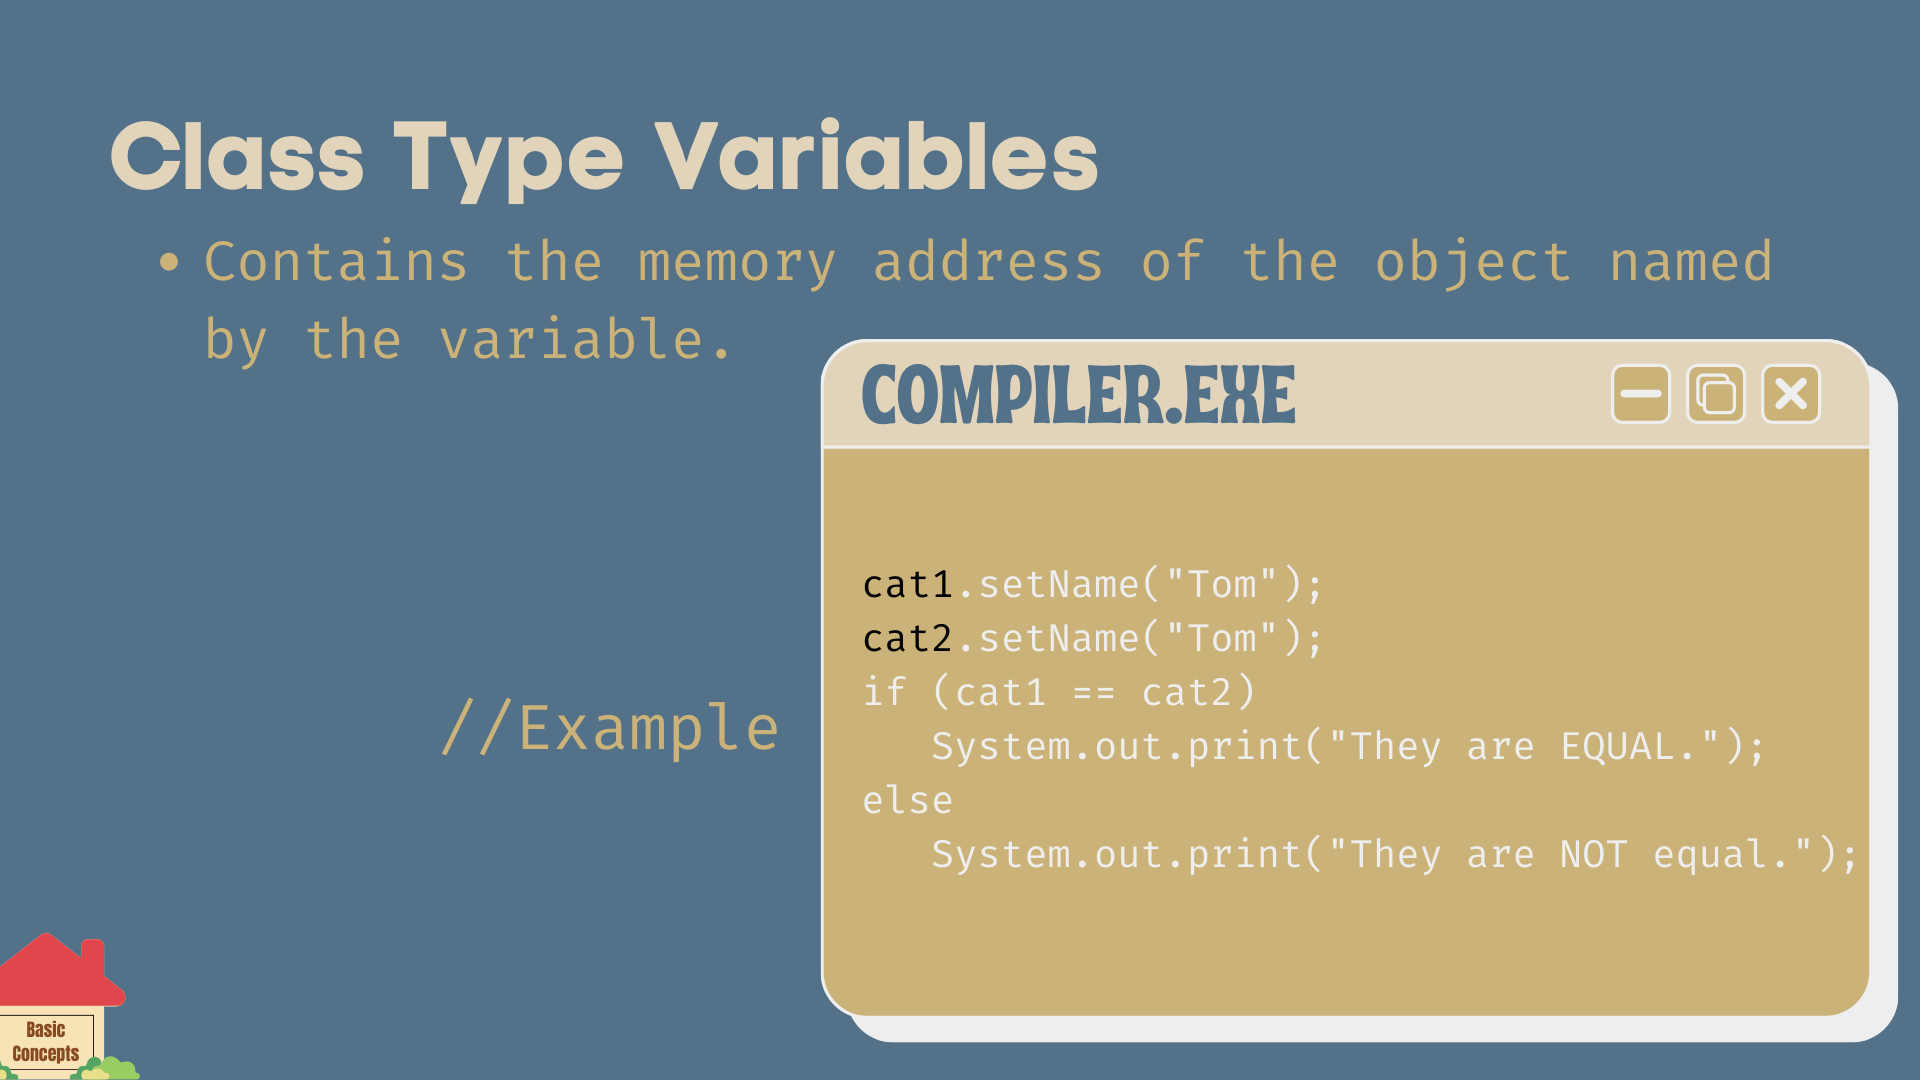 Class Type Variables
• Contains the memory address of the object named
by the variable.
COMPILER.EXE
cat1.setName("Tom");
cat2.setName("Tom");
if (cat1 == cat2)
   System.out.print("They are EQUAL.");
else
   System.out.print("They are NOT equal.");
//Example
Basic
Concepts